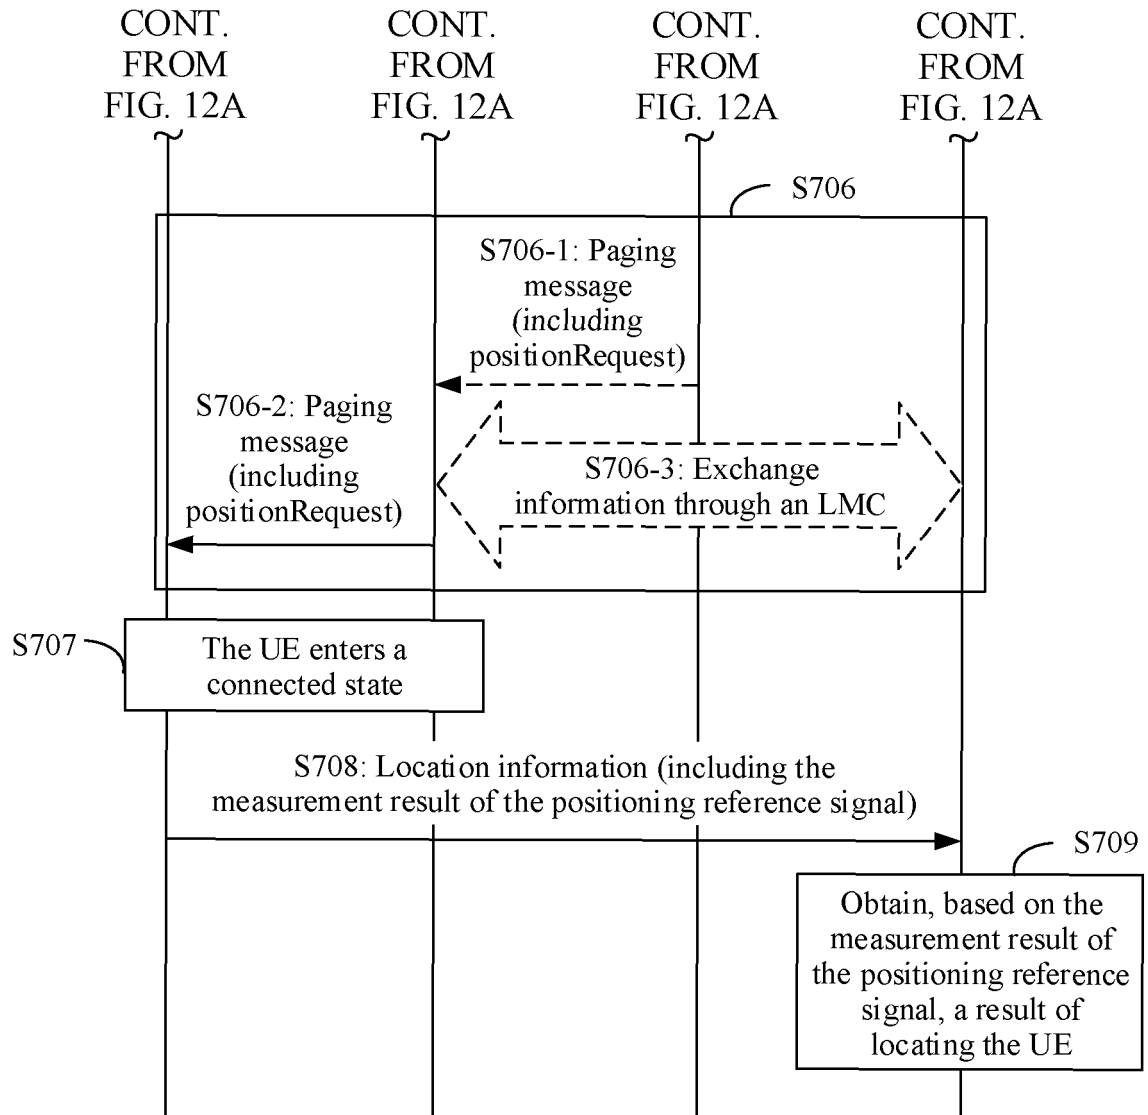 CONT.
FROM
FIG. 12A
CONT.
FROM
FIG. 12A
CONT.
FROM
FIG. 12A
CONT.
FROM
FIG. 12A
S706
S706-1: Paging
message
(including
positionRequest)
S706-2: Paging
message
(including
positionRequest)
S706-3: Exchange
information through an LMC
S707
The UE enters a
connected state
S708: Location information (including the
measurement result of the positioning reference signal)
S709
Obtain, based on the
measurement result of
the positioning reference
signal, a result of
locating the UE